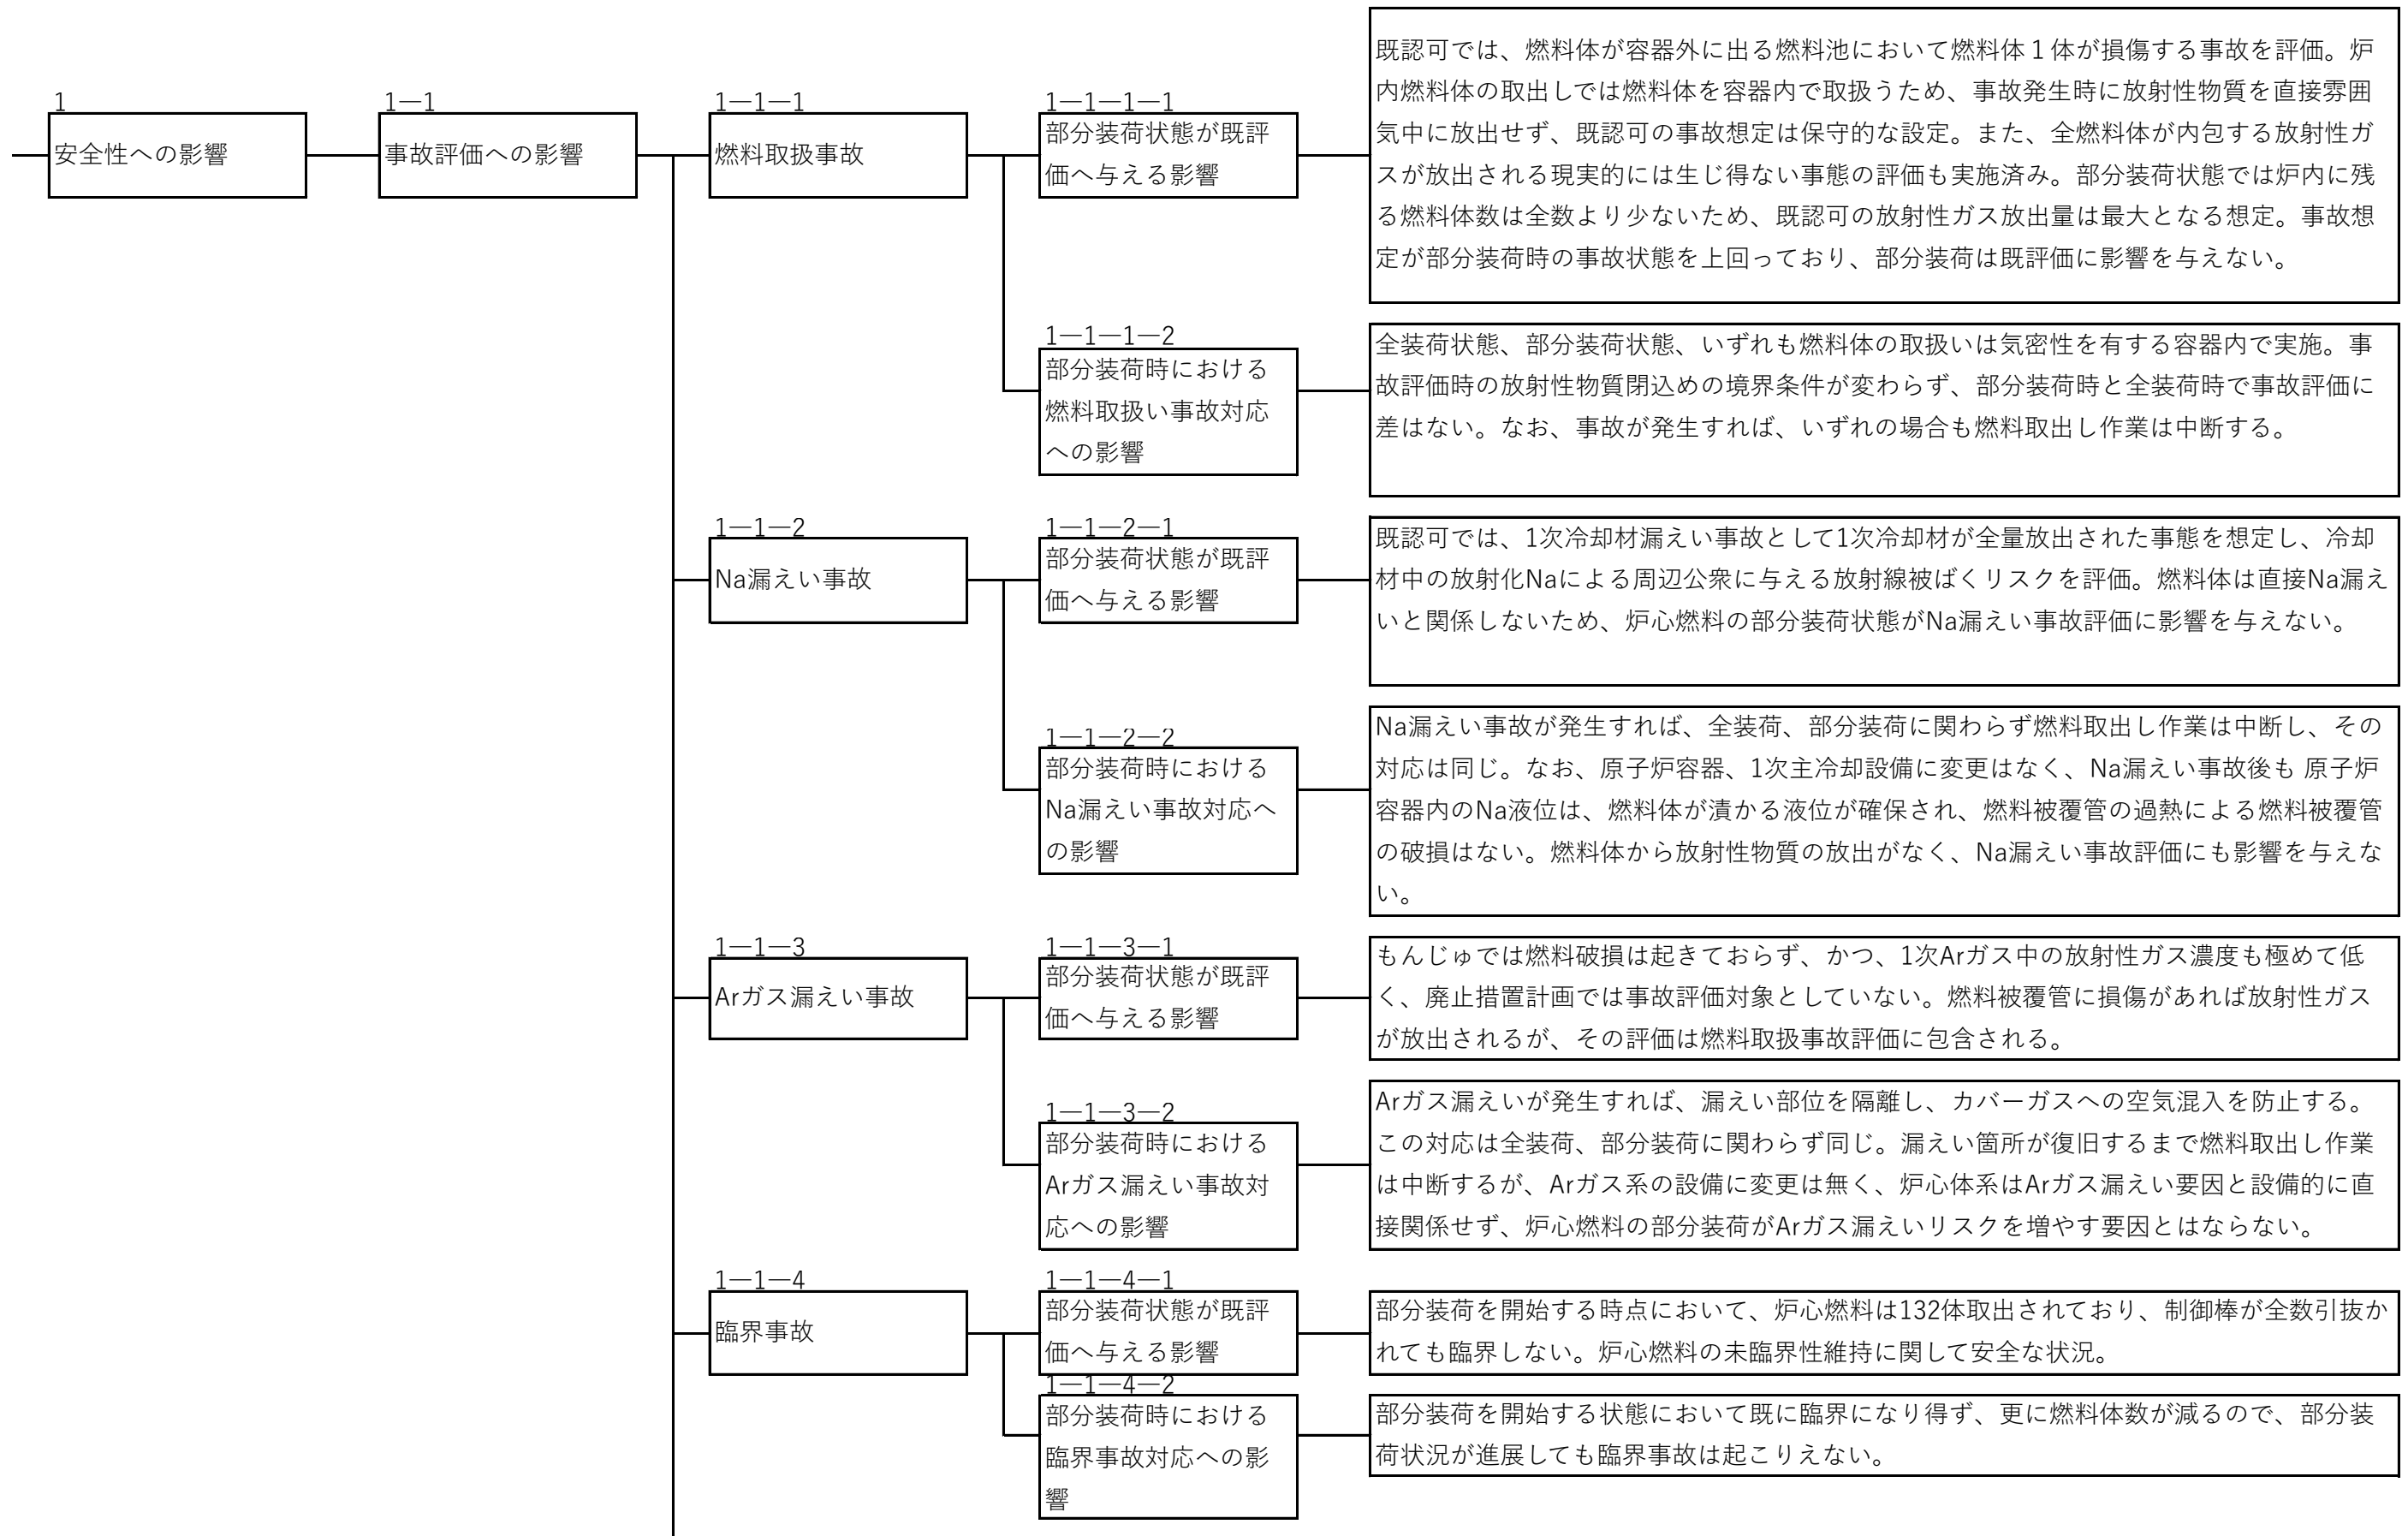 1
安全性への影響
1―1
事故評価への影響
1―1―1
燃料取扱事故
1―1―1―1
部分装荷状態が既評
価へ与える影響
既認可では、燃料体が容器外に出る燃料池において燃料体１体が損傷する事故を評価。炉
内燃料体の取出しでは燃料体を容器内で取扱うため、事故発生時に放射性物質を直接雰囲
気中に放出せず、既認可の事故想定は保守的な設定。また、全燃料体が内包する放射性ガ
スが放出される現実的には生じ得ない事態の評価も実施済み。部分装荷状態では炉内に残
る燃料体数は全数より少ないため、既認可の放射性ガス放出量は最大となる想定。事故想
定が部分装荷時の事故状態を上回っており、部分装荷は既評価に影響を与えない。
1―1―1―2
部分装荷時における
燃料取扱い事故対応
への影響
全装荷状態、部分装荷状態、いずれも燃料体の取扱いは気密性を有する容器内で実施。事
故評価時の放射性物質閉込めの境界条件が変わらず、部分装荷時と全装荷時で事故評価に
差はない。なお、事故が発生すれば、いずれの場合も燃料取出し作業は中断する。
1―1―2
Na漏えい事故
1―1―2―1
部分装荷状態が既評
価へ与える影響
既認可では、1次冷却材漏えい事故として1次冷却材が全量放出された事態を想定し、冷却
材中の放射化Naによる周辺公衆に与える放射線被ばくリスクを評価。燃料体は直接Na漏え
いと関係しないため、炉心燃料の部分装荷状態がNa漏えい事故評価に影響を与えない。
1―1―2―2
部分装荷時における
Na漏えい事故対応へ
の影響
Na漏えい事故が発生すれば、全装荷、部分装荷に関わらず燃料取出し作業は中断し、その
対応は同じ。なお、原子炉容器、1次主冷却設備に変更はなく、Na漏えい事故後も 原子炉
容器内のNa液位は、燃料体が漬かる液位が確保され、燃料被覆管の過熱による燃料被覆管
の破損はない。燃料体から放射性物質の放出がなく、Na漏えい事故評価にも影響を与えな
い。
1―1―3
Arガス漏えい事故
1―1―3―1
部分装荷状態が既評
価へ与える影響
もんじゅでは燃料破損は起きておらず、かつ、1次Arガス中の放射性ガス濃度も極めて低
く、廃止措置計画では事故評価対象としていない。燃料被覆管に損傷があれば放射性ガス
が放出されるが、その評価は燃料取扱事故評価に包含される。
1―1―3―2
部分装荷時における
Arガス漏えい事故対
応への影響
Arガス漏えいが発生すれば、漏えい部位を隔離し、カバーガスへの空気混入を防止する。
この対応は全装荷、部分装荷に関わらず同じ。漏えい箇所が復旧するまで燃料取出し作業
は中断するが、Arガス系の設備に変更は無く、炉心体系はArガス漏えい要因と設備的に直
接関係せず、炉心燃料の部分装荷がArガス漏えいリスクを増やす要因とはならない。
1―1―4
臨界事故
1―1―4―1
部分装荷状態が既評
価へ与える影響
部分装荷を開始する時点において、炉心燃料は132体取出されており、制御棒が全数引抜か
れても臨界しない。炉心燃料の未臨界性維持に関して安全な状況。
1―1―4―2
部分装荷時における
臨界事故対応への影
響
部分装荷を開始する状態において既に臨界になり得ず、更に燃料体数が減るので、部分装
荷状況が進展しても臨界事故は起こりえない。